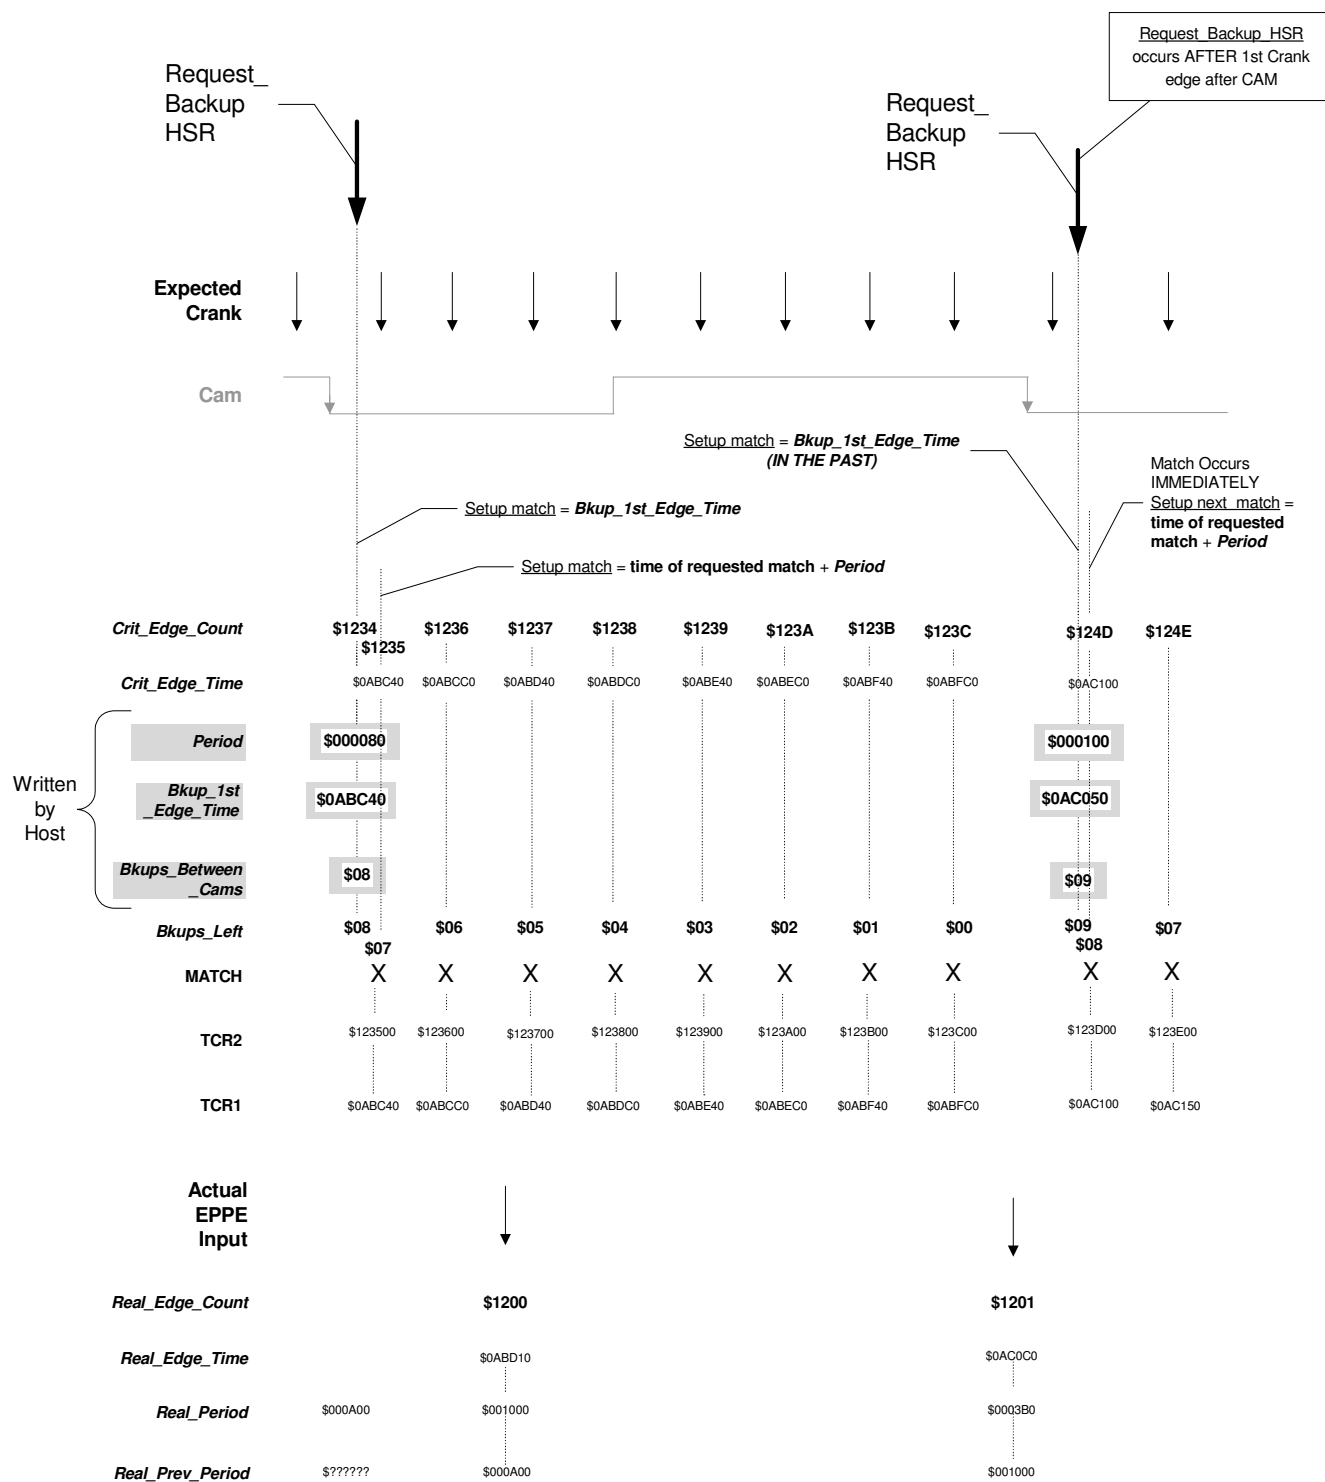 Request_Backup_HSR
occurs AFTER 1st Crank
edge after CAM
Request_
Backup
HSR
Request_
Backup
HSR
Expected
Crank
Cam
Setup match = Bkup_1st_Edge_Time
(IN THE PAST)
Match Occurs
IMMEDIATELY
Setup next match =
time of requested
match + Period
Setup match = Bkup_1st_Edge_Time
Setup match = time of requested match + Period
Crit_Edge_Count $1234 $1236 $1237 $1238 $1239 $123A $123B $123C $124D $124E
$1235
Crit_Edge_Time $0ABC40 $0ABCC0 $0ABD40 $0ABDC0 $0ABE40 $0ABEC0 $0ABF40 $0ABFC0 $0AC100
Period $000080 $000100
Written
by
Host
Bkup_1st
_Edge_Time $0ABC40 $0AC050
Bkups_Between
_Cams $08 $09
Bkups_Left $08 $06 $05 $04 $03 $02 $01 $00 $09 $07
$07 $08
MATCH X X X X X X X X X X
TCR2 $123500 $123600 $123700 $123800 $123900 $123A00 $123B00 $123C00 $123D00 $123E00
TCR1 $0ABC40 $0ABCC0 $0ABD40 $0ABDC0 $0ABE40 $0ABEC0 $0ABF40 $0ABFC0 $0AC100 $0AC150
Actual
EPPE
Input
Real_Edge_Count $1200 $1201
Real_Edge_Time $0ABD10 $0AC0C0
Real_Period $000A00 $001000 $0003B0
Real_Prev_Period $?????? $000A00 $001000